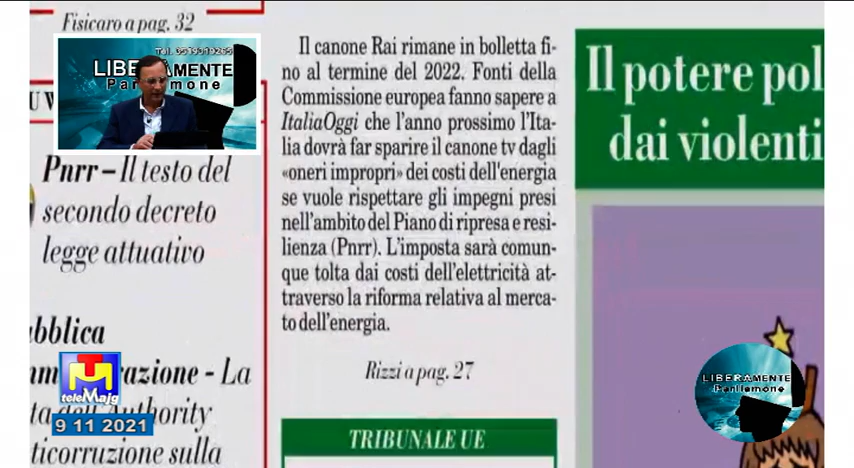 Fisicaro a pag. 32
Tel. 0519319265
LIBERAMENTE
Parliamone
Pnrr – Il testo del
secondo decreto
legge attuativo
bblica
azione - La
Authority
ticorruzione sulla
teleMajg
9 11 2021
Il canone Rai rimane in bolletta fi-
no al termine del 2022. Fonti della
Commissione europea fanno sapere a
ItaliaOggi che l'anno prossimo l'Ita-
lia dovrà far sparire il canone tv dagli
«oneri impropri» dei costi dell'energia
se vuole rispettare gli impegni presi
nell'ambito del Piano di ripresa e resi-
lienza (Pnrr). L'imposta sarà comun-
que tolta dai costi dell'elettricità at-
traverso la riforma relativa al merca-
to dell'energia.
Rizzi a pag. 27
TRIBUNALE UE
Il potere pol
dai violenti
LIBERAMENTE
Parliamone